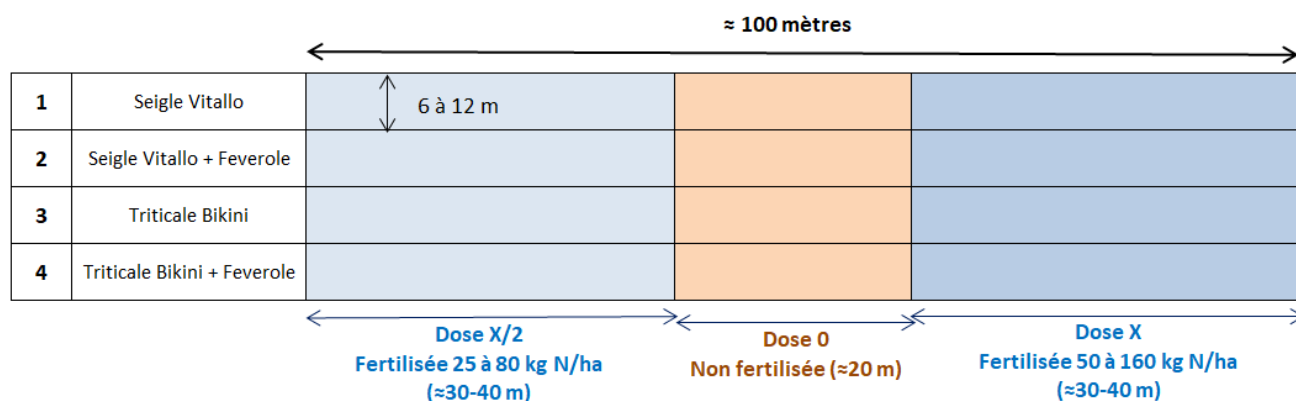 ≈ 100 mètres
1 Seigle Vitallo 6 à 12 m
2 Seigle Vitallo + Feverole
3 Triticale Bikini
4 Triticale Bikini + Feverole
Dose X/2
Fertilisée 25 à 80 kg N/ha
(≈30-40 m)
Dose 0
Non fertilisée (≈20 m)
Dose X
Fertilisée 50 à 160 kg N/ha
(≈30-40 m)